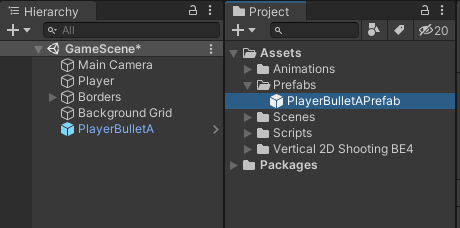 Hierarchy
All
GameScene*
Main Camera
Player
Borders
Background Grid
PlayerBulletA
Project
20
Assets
Animations
Prefabs
PlayerBulletAPrefab
Scenes
Scripts
Vertical 2D Shooting BE4
Packages